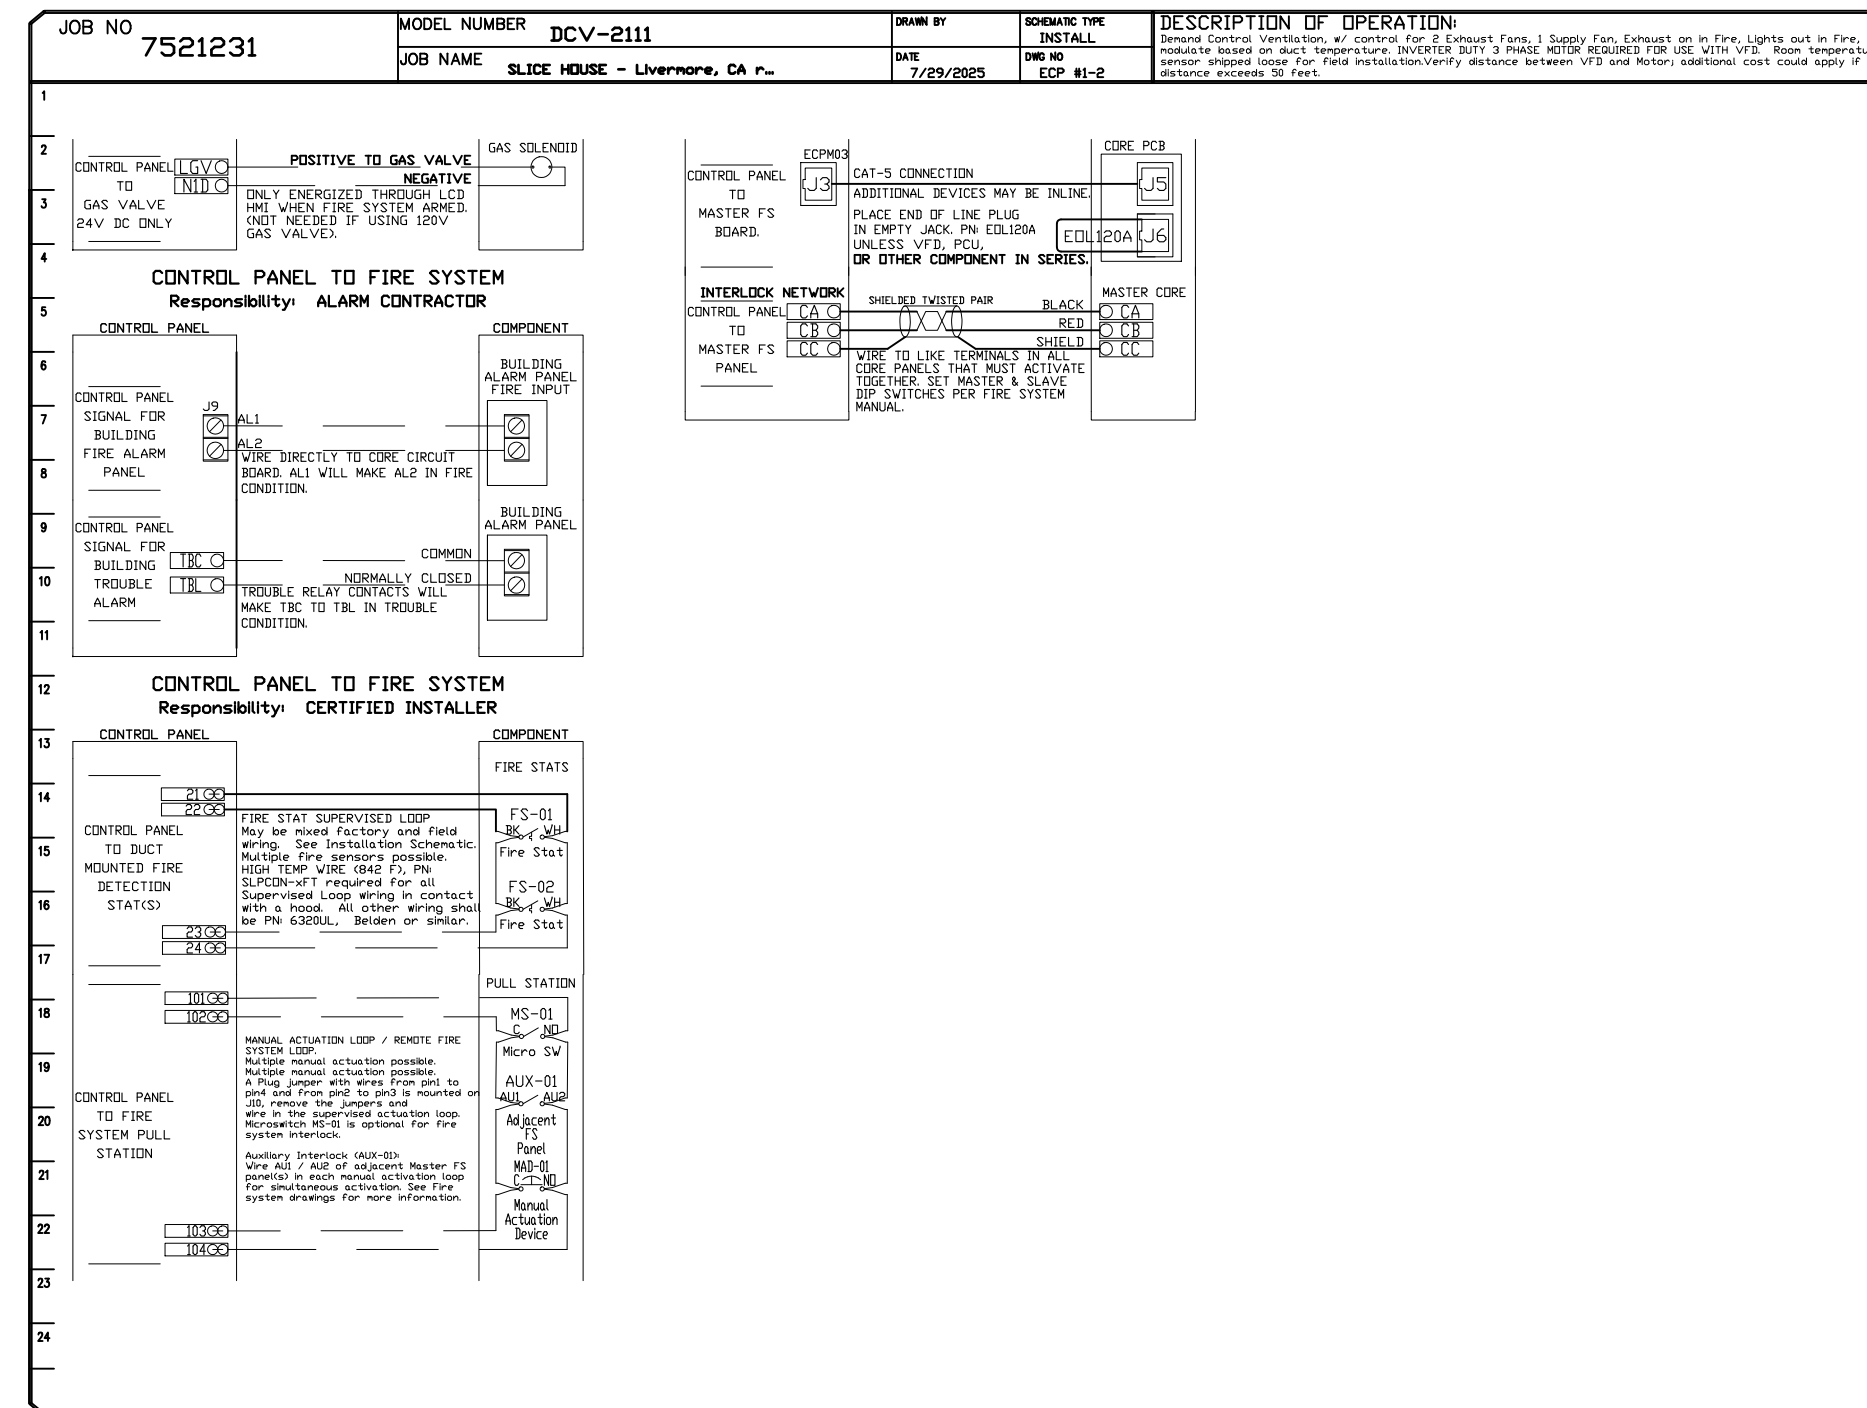 JOB NO
7521231
MODEL NUMBER
DCV-2111
JOB NAME
SLICE HOUSE - Livermore, CA r...
DRAWN BY
SCHEMATIC TYPE
INSTALL
DATE
7/29/2025
DWG NO
ECP #1-2
DESCRIPTION OF OPERATION:
Demand Control Ventilation, w/ control for 2 Exhaust Fans, 1 Supply Fan, Exhaust on in Fire, Lights out in Fire,
modulate based on duct temperature. INVERTER DUTY 3 PHASE MOTOR REQUIRED FOR USE WITH VFD. Room temperatu
sensor shipped loose for field installation.Verify distance between VFD and Motor; additional cost could apply if
distance exceeds 50 feet.
1
2
3
4
5
6
7
8
9
10
11
12
13
14
15
16
17
18
19
20
21
22
23
24
CONTROL PANEL
TO
GAS VALVE
24V DC ONLY
LGV
N1D
POSITIVE TO GAS VALVE
NEGATIVE
ONLY ENERGIZED THROUGH LCD
HMI WHEN FIRE SYSTEM ARMED.
(NOT NEEDED IF USING 120V
GAS VALVE).
GAS SOLENOID
CONTROL PANEL TO FIRE SYSTEM
Responsibility: ALARM CONTRACTOR
CONTROL PANEL
COMPONENT
CONTROL PANEL
SIGNAL FOR
BUILDING
FIRE ALARM
PANEL
J9
AL1
AL2
WIRE DIRECTLY TO CORE CIRCUIT
BOARD. AL1 WILL MAKE AL2 IN FIRE
CONDITION.
BUILDING
ALARM PANEL
FIRE INPUT
CONTROL PANEL
SIGNAL FOR
BUILDING
TROUBLE
ALARM
TBC
TBL
COMMON
NORMALLY CLOSED
TROUBLE RELAY CONTACTS WILL
MAKE TBC TO TBL IN TROUBLE
CONDITION.
BUILDING
ALARM PANEL
CONTROL PANEL TO FIRE SYSTEM
Responsibility: CERTIFIED INSTALLER
CONTROL PANEL
COMPONENT
CONTROL PANEL
TO DUCT
MOUNTED FIRE
DETECTION
STAT(S)
21
22
23
24
FIRE STAT SUPERVISED LOOP
May be mixed factory and field
wiring. See Installation Schematic.
Multiple fire sensors possible.
HIGH TEMP WIRE (842 F), PN:
SLPCON-xFT required for all
Supervised Loop wiring in contact
with a hood. All other wiring shall
be PN: 6320UL, Belden or similar.
FIRE STATS
FS-01
BK WH
Fire Stat
FS-02
BK WH
Fire Stat
CONTROL PANEL
TO FIRE
SYSTEM PULL
STATION
101
102
103
104
MANUAL ACTUATION LOOP / REMOTE FIRE
SYSTEM LOOP.
Multiple manual actuation possible.
Multiple manual actuation possible.
A Plug jumper with wires from pin1 to
pin4 and from pin2 to pin3 is mounted on
J10, remove the jumpers and
wire in the supervised actuation loop.
Microswitch MS-01 is optional for fire
system interlock.
Auxiliary Interlock (AUX-01):
Wire AU1 / AU2 of adjacent Master FS
panel(s) in each manual activation loop
for simultaneous activation. See Fire
system drawings for more information.
PULL STATION
MS-01
C NO
Micro SW
AUX-01
AU1 AU2
Adjacent
FS
Panel
MAD-01
C NO
Manual
Actuation
Device
CONTROL PANEL
TO
MASTER FS
BOARD.
ECPM03
J3
CAT-5 CONNECTION
ADDITIONAL DEVICES MAY BE INLINE.
PLACE END OF LINE PLUG
IN EMPTY JACK. PN: EOL120A
UNLESS VFD, PCU,
OR OTHER COMPONENT IN SERIES.
CORE PCB
J5
EOL120A
J6
INTERLOCK NETWORK
CONTROL PANEL
TO
MASTER FS
PANEL
CA
CB
CC
SHIELDED TWISTED PAIR
BLACK
RED
SHIELD
WIRE TO LIKE TERMINALS IN ALL
CORE PANELS THAT MUST ACTIVATE
TOGETHER. SET MASTER & SLAVE
DIP SWITCHES PER FIRE SYSTEM
MANUAL.
MASTER CORE
CA
CB
CC